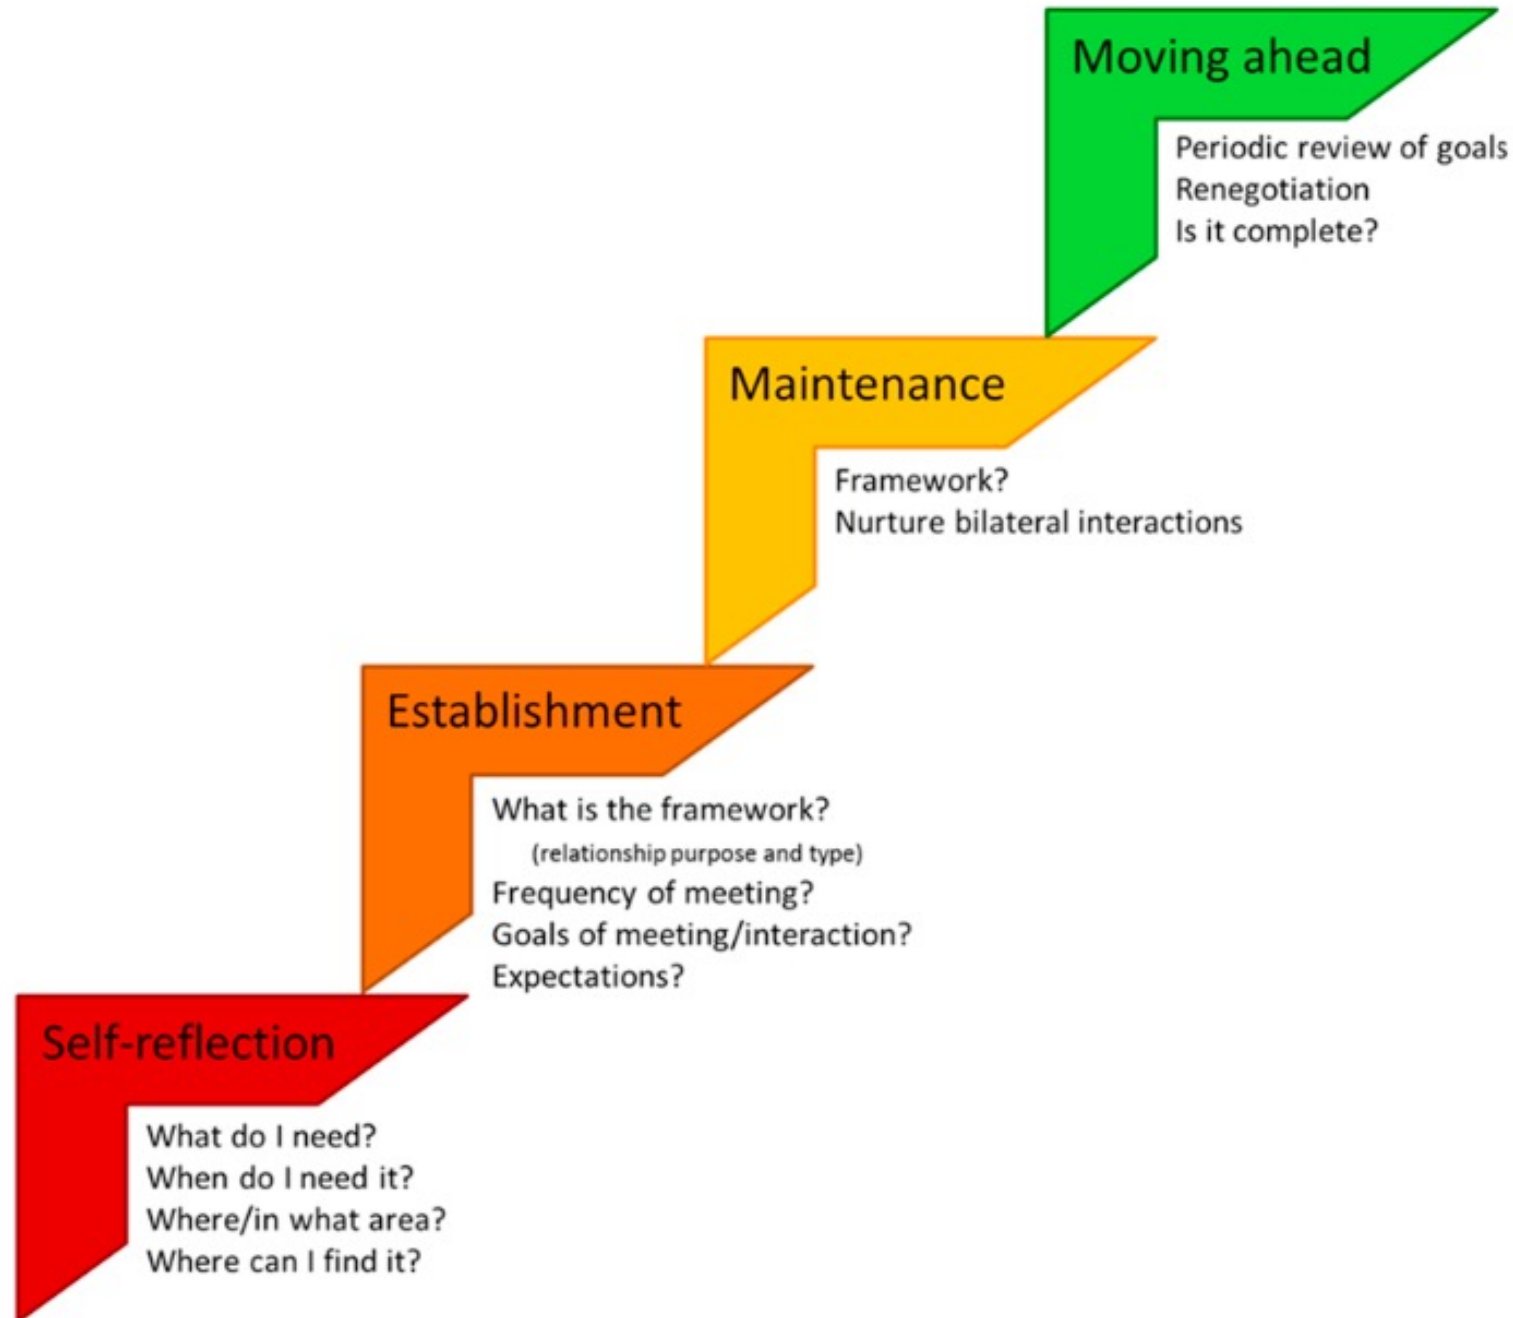 Moving ahead
Periodic review of goals
Renegotiation
Is it complete?
Maintenance
Framework?
Nurture bilateral interactions
Establishment
What is the framework?
(relationship purpose and type)
Frequency of meeting?
Goals of meeting/interaction?
Expectations?
Self-reflection
What do I need?
When do I need it?
Where/in what area?
Where can I find it?